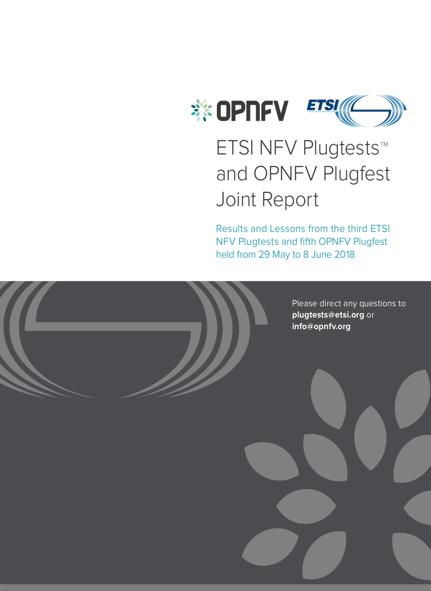 OPNFV ETSI
ETSI NFV Plugtests™
and OPNFV Plugfest
Joint Report
Results and Lessons from the third ETSI
NFV Plugtests and fifth OPNFV Plugfest
held from 29 May to 8 June 2018
Please direct any questions to
plugtests@etsi.org or
info@opnfv.org